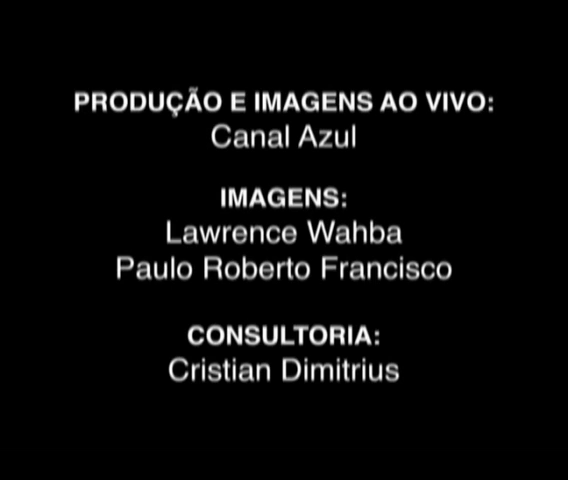 PRODUÇÃO E IMAGENS AO VIVO:
Canal Azul
IMAGENS:
Lawrence Wahba
Paulo Roberto Francisco
CONSULTORIA:
Cristian Dimitrius